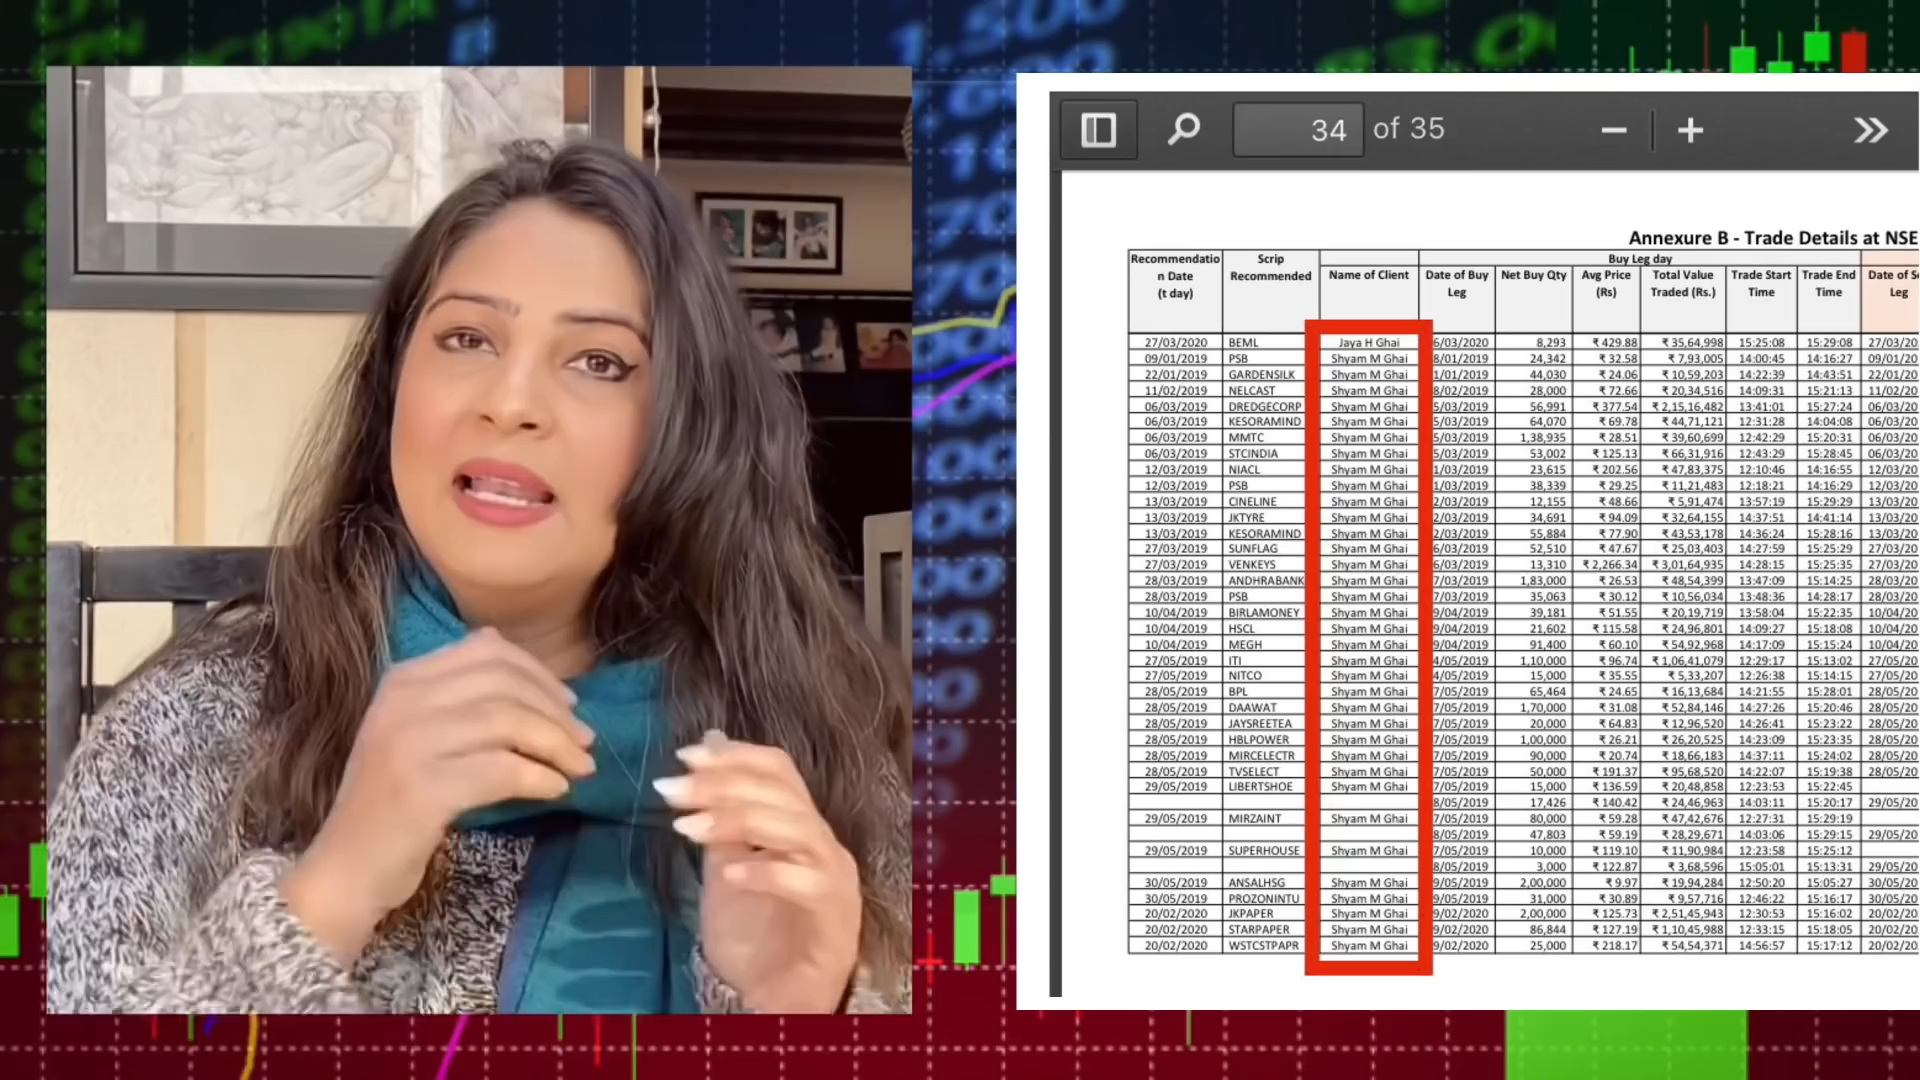 34 of 35
Annexure B - Trade Details at NSE
Buy Leg day
Recommendatio n Date (t day) Scrip Recommended Name of Client Date of Buy Leg Net Buy Qty Avg Price (Rs) Total Value Traded (Rs.) Trade Start Time Trade End Time Date of Se Leg
27/03/2020 BEML Jaya H Ghai 6/03/2020 8,293 ₹ 429.88 ₹ 35,64,998 15:25:08 15:29:08 27/03/20
09/01/2019 PSB Shyam M Ghai 8/01/2019 24,342 ₹ 32.58 ₹ 7,93,005 14:00:45 14:16:27 09/01/20
22/01/2019 GARDENSILK Shyam M Ghai 1/01/2019 44,030 ₹ 24.06 ₹ 10,59,203 14:22:39 14:43:51 22/01/20
11/02/2019 NELCAST Shyam M Ghai 8/02/2019 28,000 ₹ 72.66 ₹ 20,34,516 14:09:31 15:21:13 11/02/20
06/03/2019 DREDGECORP Shyam M Ghai 5/03/2019 56,991 ₹ 377.54 ₹ 2,15,16,482 13:41:01 15:27:24 06/03/20
06/03/2019 KESORAMIND Shyam M Ghai 5/03/2019 64,070 ₹ 69.78 ₹ 44,71,121 12:31:28 14:04:08 06/03/20
06/03/2019 MMTC Shyam M Ghai 5/03/2019 1,38,935 ₹ 28.51 ₹ 39,60,699 12:42:29 15:20:31 06/03/20
06/03/2019 STCINDIA Shyam M Ghai 5/03/2019 53,002 ₹ 125.13 ₹ 66,31,916 12:43:29 15:28:45 06/03/20
12/03/2019 NIACL Shyam M Ghai 1/03/2019 23,615 ₹ 202.56 ₹ 47,83,375 12:10:46 14:16:55 12/03/20
12/03/2019 PSB Shyam M Ghai 1/03/2019 38,339 ₹ 29.25 ₹ 11,21,483 12:18:21 14:16:29 12/03/20
13/03/2019 CINELINE Shyam M Ghai 2/03/2019 12,155 ₹ 48.66 ₹ 5,91,474 13:57:19 15:29:29 13/03/20
13/03/2019 JKTYRE Shyam M Ghai 2/03/2019 34,691 ₹ 94.09 ₹ 32,64,155 14:37:51 14:41:14 13/03/20
13/03/2019 KESORAMIND Shyam M Ghai 2/03/2019 55,884 ₹ 77.90 ₹ 43,53,178 14:36:24 15:28:16 13/03/20
27/03/2019 SUNFLAG Shyam M Ghai 6/03/2019 52,510 ₹ 47.67 ₹ 25,03,403 14:27:59 15:25:29 27/03/20
27/03/2019 VENKEYS Shyam M Ghai 6/03/2019 13,310 ₹ 2,266.34 ₹ 3,01,64,935 14:28:15 15:25:35 27/03/20
28/03/2019 ANDHRABANK Shyam M Ghai 7/03/2019 1,83,000 ₹ 26.53 ₹ 48,54,399 13:47:09 15:14:25 28/03/20
28/03/2019 PSB Shyam M Ghai 7/03/2019 35,063 ₹ 30.12 ₹ 10,56,034 13:48:36 14:28:17 28/03/20
10/04/2019 BIRLAMONEY Shyam M Ghai 9/04/2019 39,181 ₹ 51.55 ₹ 20,19,719 13:58:04 15:22:35 10/04/20
10/04/2019 HSCL Shyam M Ghai 9/04/2019 21,602 ₹ 115.58 ₹ 24,96,801 14:09:27 15:18:08 10/04/20
10/04/2019 MEGH Shyam M Ghai 9/04/2019 91,400 ₹ 60.10 ₹ 54,92,968 14:17:09 15:15:24 10/04/20
27/05/2019 ITI Shyam M Ghai 4/05/2019 1,10,000 ₹ 96.74 ₹ 1,06,41,079 12:29:17 15:13:02 27/05/20
27/05/2019 NITCO Shyam M Ghai 4/05/2019 15,000 ₹ 35.55 ₹ 5,33,207 12:26:38 15:14:15 27/05/20
28/05/2019 BPL Shyam M Ghai 7/05/2019 65,464 ₹ 24.65 ₹ 16,13,684 14:21:55 15:28:01 28/05/20
28/05/2019 DAAWAT Shyam M Ghai 7/05/2019 1,70,000 ₹ 31.08 ₹ 52,84,146 14:27:26 15:20:46 28/05/20
28/05/2019 JAYSREETEA Shyam M Ghai 7/05/2019 20,000 ₹ 64.83 ₹ 12,96,520 14:26:41 15:23:22 28/05/20
28/05/2019 HBLPOWER Shyam M Ghai 7/05/2019 1,00,000 ₹ 26.21 ₹ 26,20,525 14:23:09 15:23:35 28/05/20
28/05/2019 MIRCELECTR Shyam M Ghai 7/05/2019 90,000 ₹ 20.74 ₹ 18,66,183 14:37:11 15:24:02 28/05/20
28/05/2019 TVSELECT Shyam M Ghai 7/05/2019 50,000 ₹ 191.37 ₹ 95,68,520 14:22:07 15:19:38 28/05/20
29/05/2019 LIBERTSHOE Shyam M Ghai 7/05/2019 15,000 ₹ 136.59 ₹ 20,48,858 12:23:53 15:22:45
8/05/2019 17,426 ₹ 140.42 ₹ 24,46,963 14:03:11 15:20:17 29/05/20
29/05/2019 MIRZAINT Shyam M Ghai 7/05/2019 80,000 ₹ 59.28 ₹ 47,42,676 12:27:31 15:29:19
8/05/2019 47,803 ₹ 59.19 ₹ 28,29,671 14:03:06 15:29:15 29/05/20
29/05/2019 SUPERHOUSE Shyam M Ghai 7/05/2019 10,000 ₹ 119.10 ₹ 11,90,984 12:23:58 15:25:12
8/05/2019 3,000 ₹ 122.87 ₹ 3,68,596 15:05:01 15:13:31 29/05/20
30/05/2019 ANSALHSG Shyam M Ghai 9/05/2019 2,00,000 ₹ 9.97 ₹ 19,94,284 12:50:20 15:05:27 30/05/20
30/05/2019 PROZONINTU Shyam M Ghai 9/05/2019 31,000 ₹ 30.89 ₹ 9,57,716 12:46:22 15:16:17 30/05/20
20/02/2020 JKPAPER Shyam M Ghai 9/02/2020 2,00,000 ₹ 125.73 ₹ 2,51,45,943 12:30:53 15:16:02 20/02/20
20/02/2020 STARPAPER Shyam M Ghai 9/02/2020 86,844 ₹ 127.19 ₹ 1,10,45,988 12:33:15 15:18:05 20/02/20
20/02/2020 WSTCSTPAPR Shyam M Ghai 9/02/2020 25,000 ₹ 218.17 ₹ 54,54,371 14:56:57 15:17:12 20/02/20